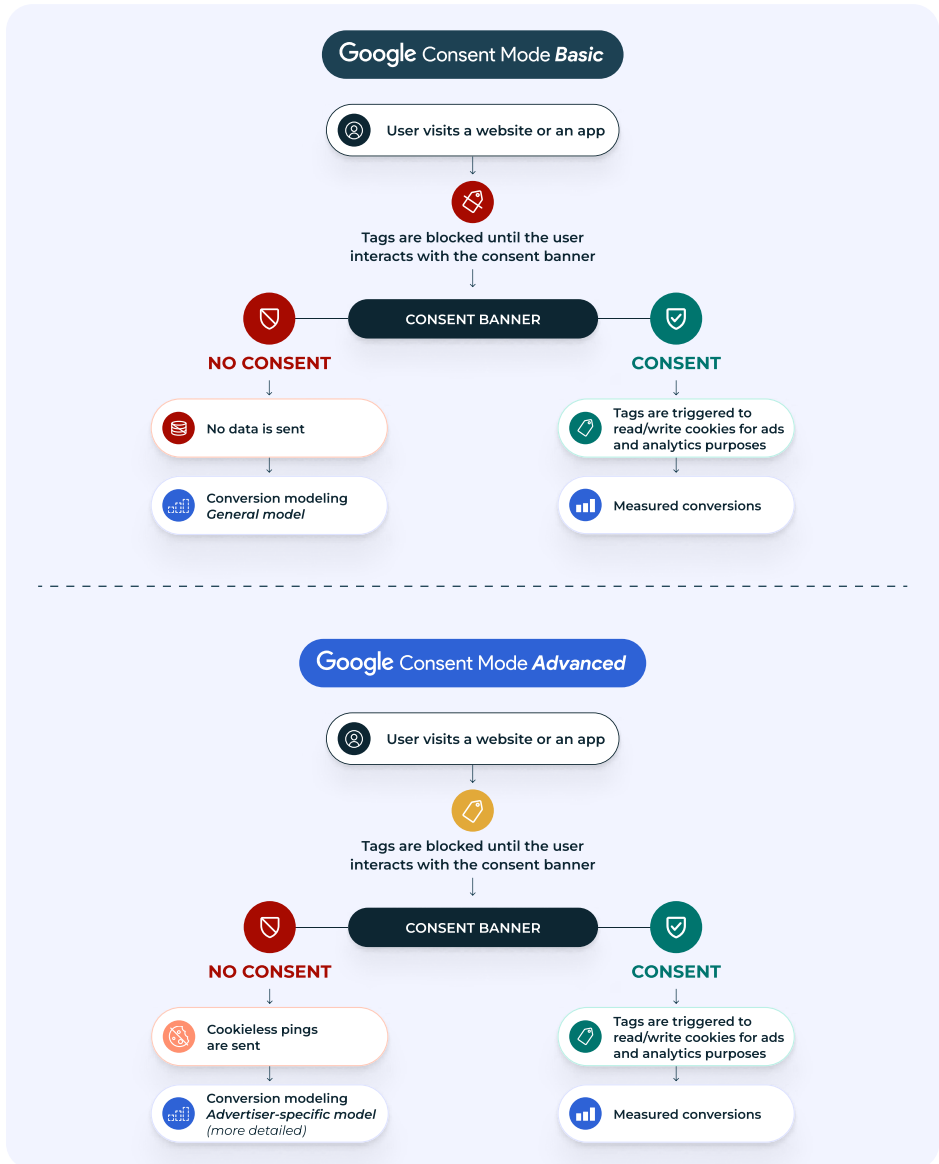 Google Consent Mode Basic
User visits a website or an app
Tags are blocked until the user
interacts with the consent banner
CONSENT BANNER
NO CONSENT
CONSENT
No data is sent
Tags are triggered to
read/write cookies for ads
and analytics purposes
Conversion modeling
General model
Measured conversions
Google Consent Mode Advanced
User visits a website or an app
Tags are blocked until the user
interacts with the consent banner
CONSENT BANNER
NO CONSENT
CONSENT
Cookieless pings
are sent
Tags are triggered to
read/write cookies for ads
and analytics purposes
Conversion modeling
Advertiser-specific model
(more detailed)
Measured conversions